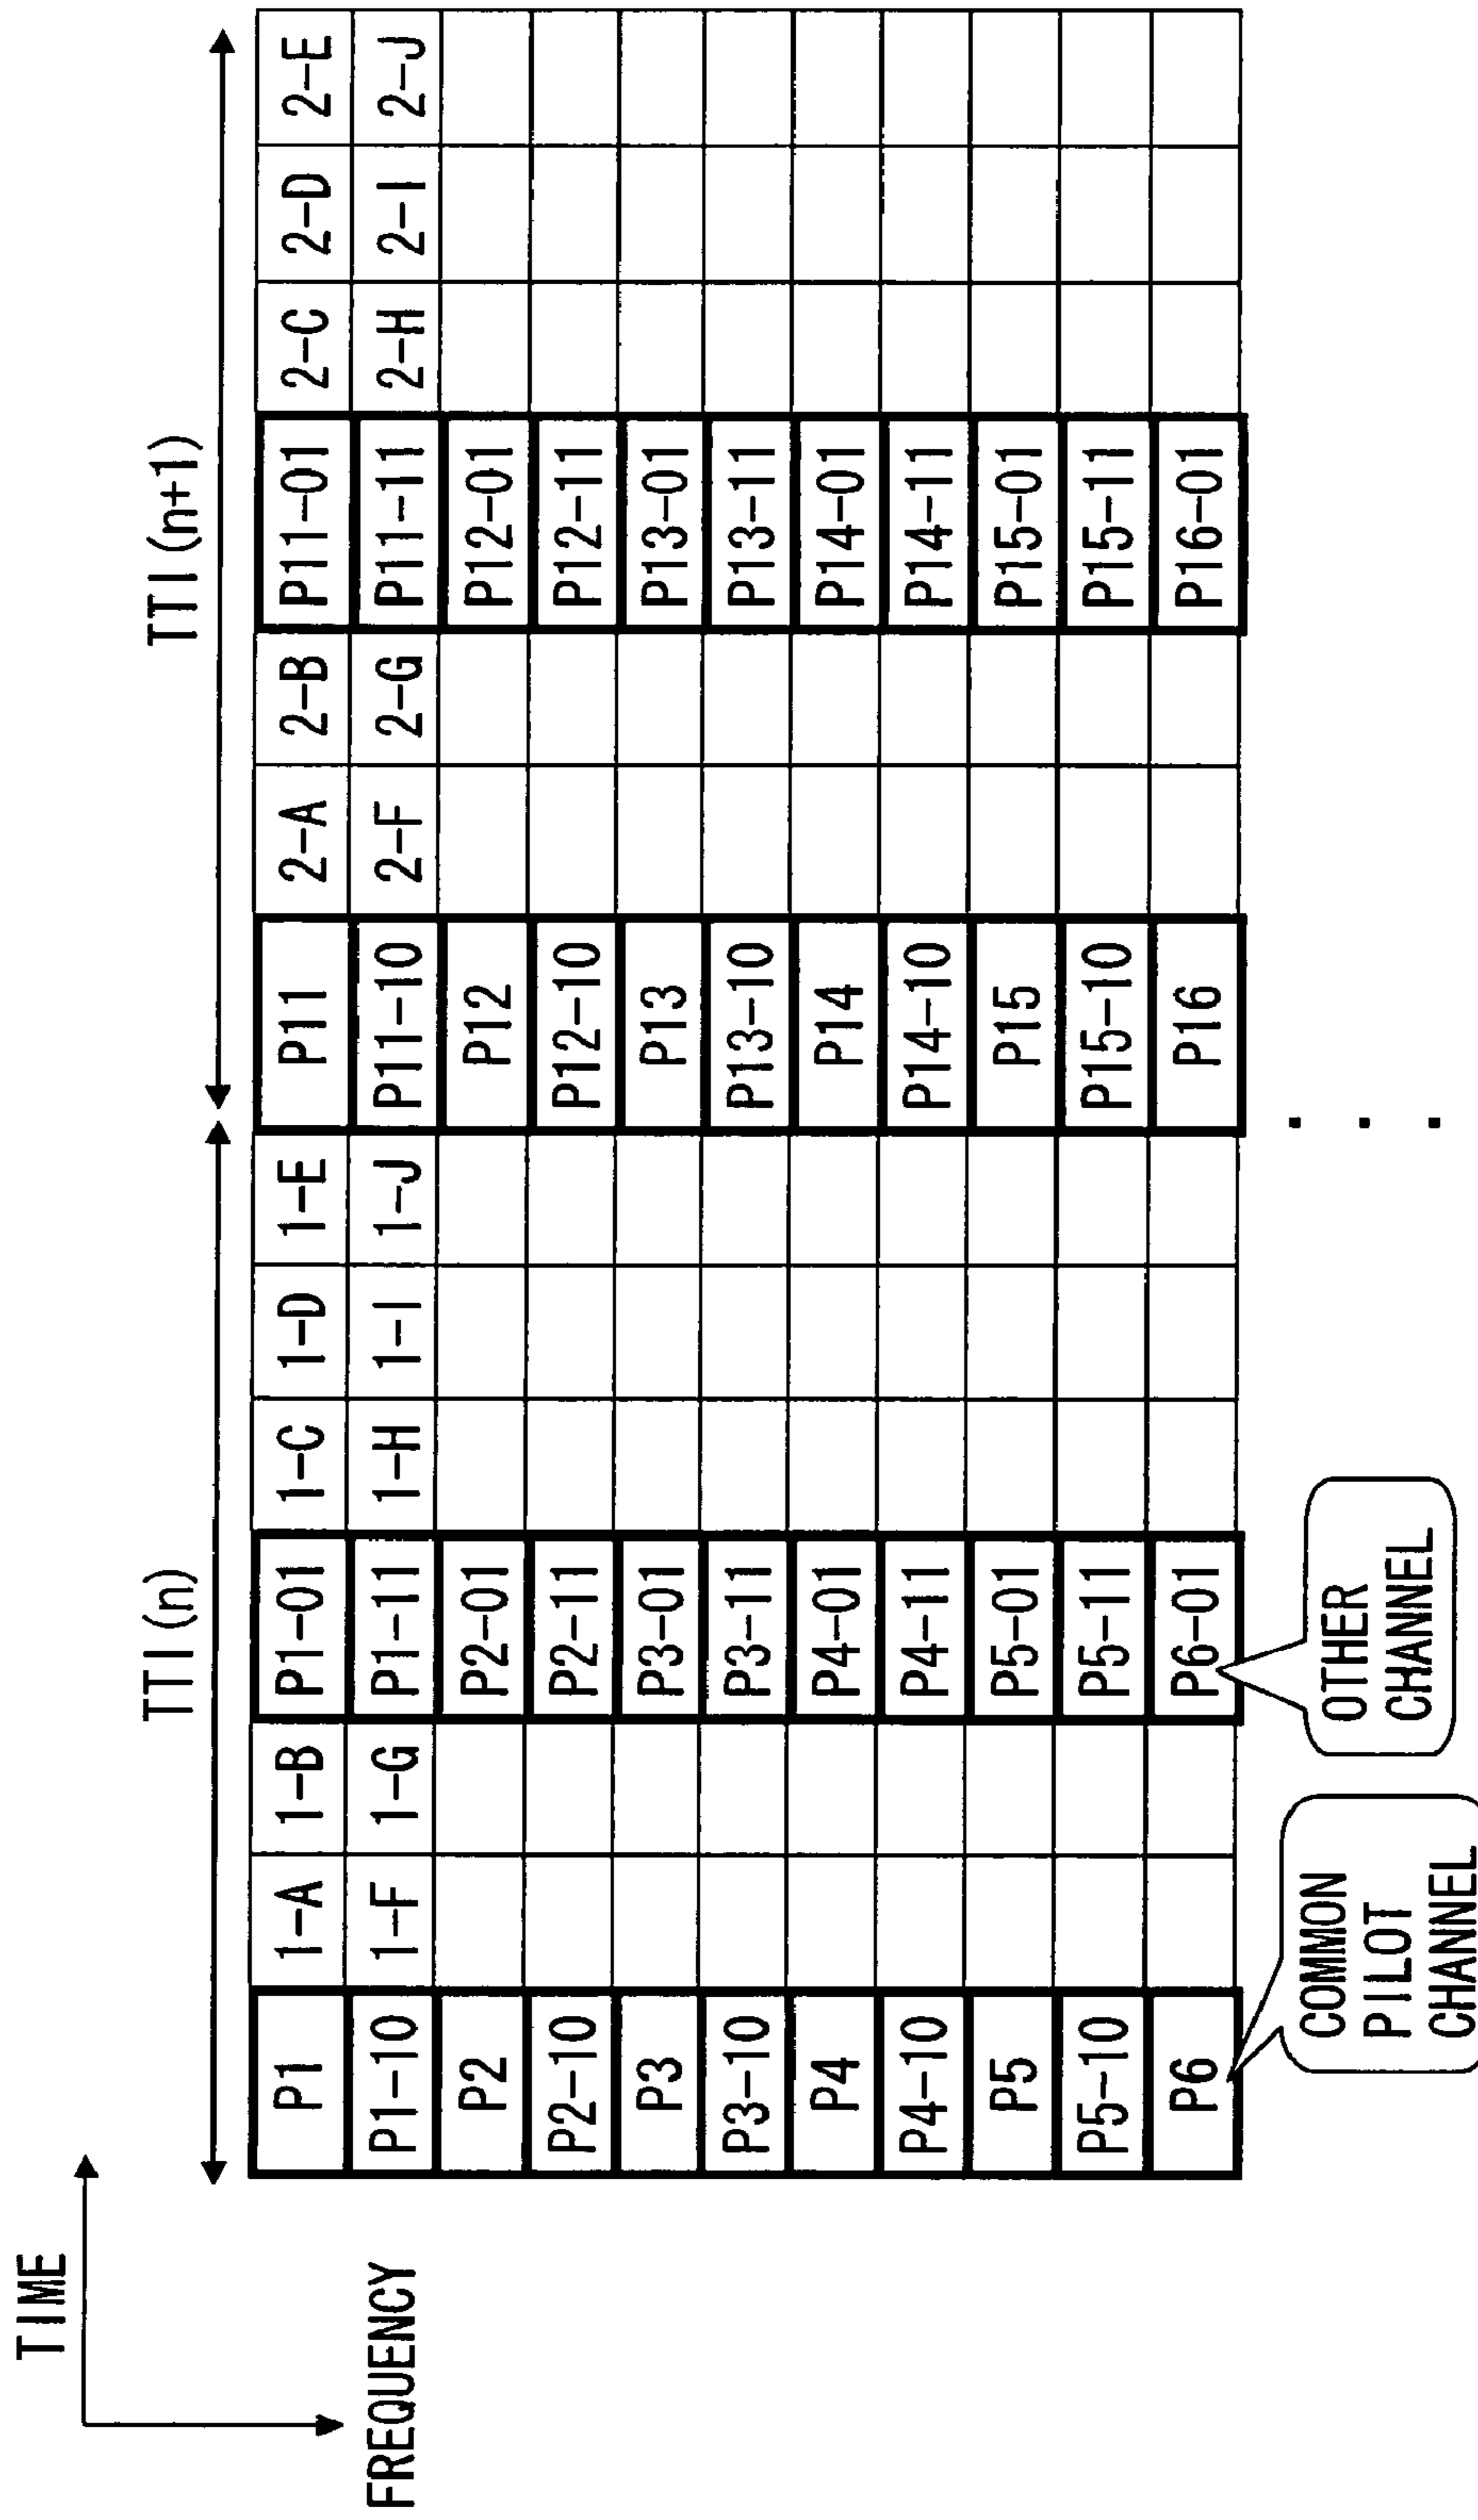 TIME
FREQUENCY
TTI(n)
TTI(n+1)
P1 1-A 1-B P1-01 1-C 1-D 1-E P11 2-A 2-B P11-01 2-C 2-D 2-E
P1-10 1-F 1-G P1-11 1-H 1-I 1-J P11-10 2-F 2-G P11-11 2-H 2-I 2-J
P2 P2-01 P12 P12-01
P2-10 P2-11 P12-10 P12-11
P3 P3-01 P13 P13-01
P3-10 P3-11 P13-10 P13-11
P4 P4-01 P14 P14-01
P4-10 P4-11 P14-10 P14-11
P5 P5-01 P15 P15-01
P5-10 P5-11 P15-10 P15-11
P6 P6-01 P16 P16-01
COMMON
PILOT
CHANNEL
OTHER
CHANNEL